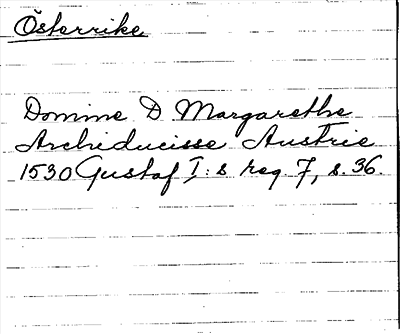 Österrike
Domine D Margarethe
Archiducisse Austrie
1530 Gustaf I:s reg. 7, s. 36.